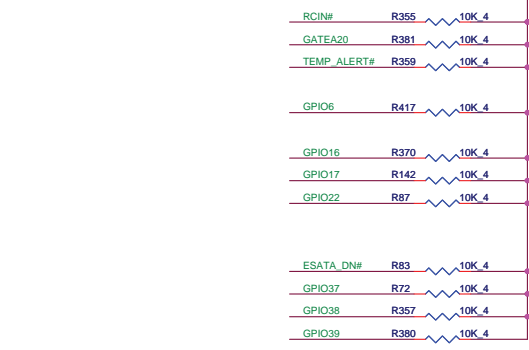 RCIN# R355 10K_4
GATEA20 R381 10K_4
TEMP_ALERT# R359 10K_4
GPIO6 R417 10K_4
GPIO16 R370 10K_4
GPIO17 R142 10K_4
GPIO22 R87 10K_4
ESATA_DN# R83 10K_4
GPIO37 R72 10K_4
GPIO38 R357 10K_4
GPIO39 R380 10K_4